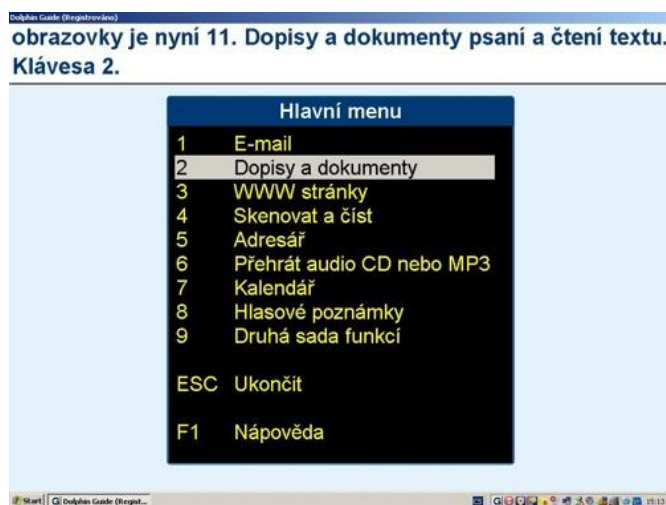 Dolphin Guide (Registrováno)
obrazovky je nyní 11. Dopisy a dokumenty psaní a čtení textu.
Klávesa 2.
Hlavní menu
1 E-mail
2 Dopisy a dokumenty
3 WWW stránky
4 Skenovat a číst
5 Adresář
6 Přehrát audio CD nebo MP3
7 Kalendář
8 Hlasové poznámky
9 Druhá sada funkcí
ESC Ukončit
F1 Nápověda
Start G Dolphin Guide (Regist... 15:13